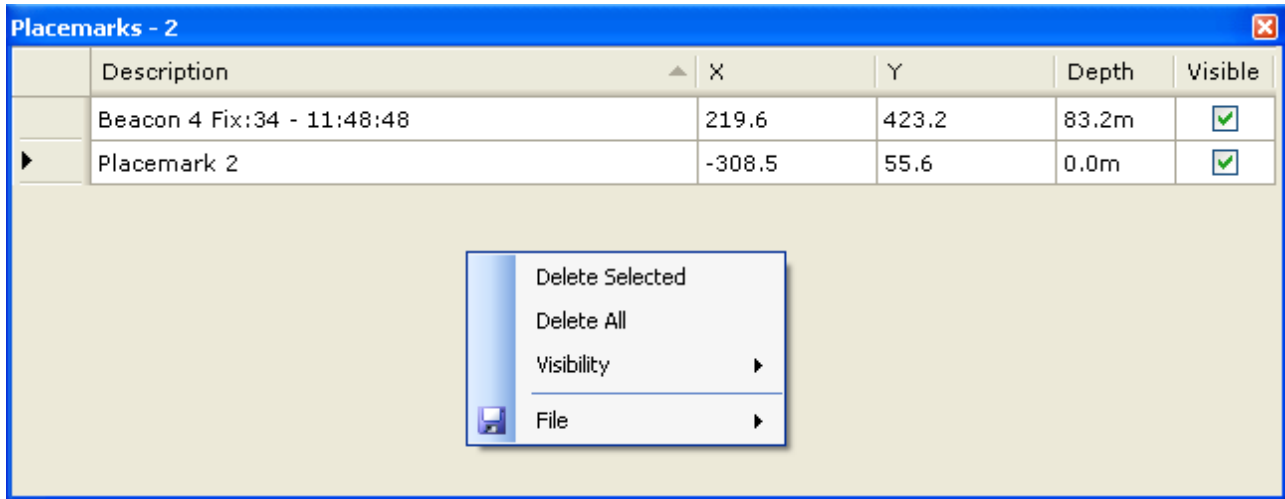 Placemarks - 2
Description X Y Depth Visible
Beacon 4 Fix:34 - 11:48:48 219.6 423.2 83.2m
Placemark 2 -308.5 55.6 0.0m
Delete Selected
Delete All
Visibility
File